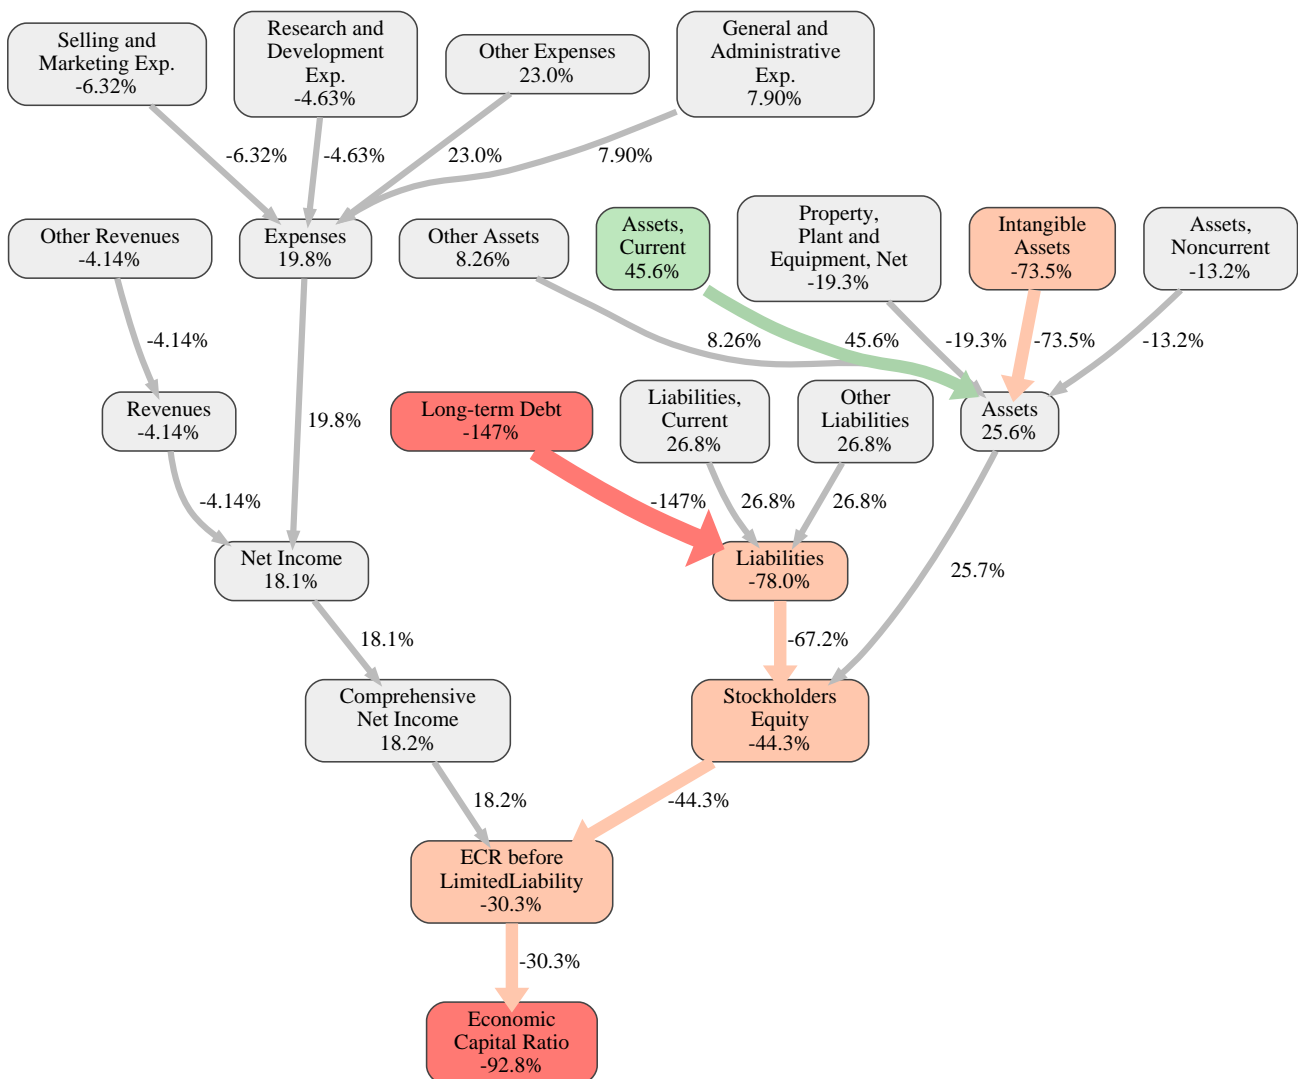 Selling and
Marketing Exp.
-6.32%
Research and
Development
Exp.
-4.63%
Other Expenses
23.0%
General and
Administrative
Exp.
7.90%
-6.32%
-4.63%
23.0%
7.90%
Other Revenues
-4.14%
Expenses
19.8%
Other Assets
8.26%
Assets,
Current
45.6%
Property,
Plant and
Equipment, Net
-19.3%
Intangible
Assets
-73.5%
Assets,
Noncurrent
-13.2%
-4.14%
8.26%
45.6%
-19.3%
-73.5%
-13.2%
Revenues
-4.14%
19.8%
Long-term Debt
-147%
Liabilities,
Current
26.8%
Other
Liabilities
26.8%
Assets
25.6%
-4.14%
-147%
26.8%
26.8%
Net Income
18.1%
Liabilities
-78.0%
25.7%
18.1%
-67.2%
Comprehensive
Net Income
18.2%
Stockholders
Equity
-44.3%
18.2%
-44.3%
ECR before
LimitedLiability
-30.3%
-30.3%
Economic
Capital Ratio
-92.8%